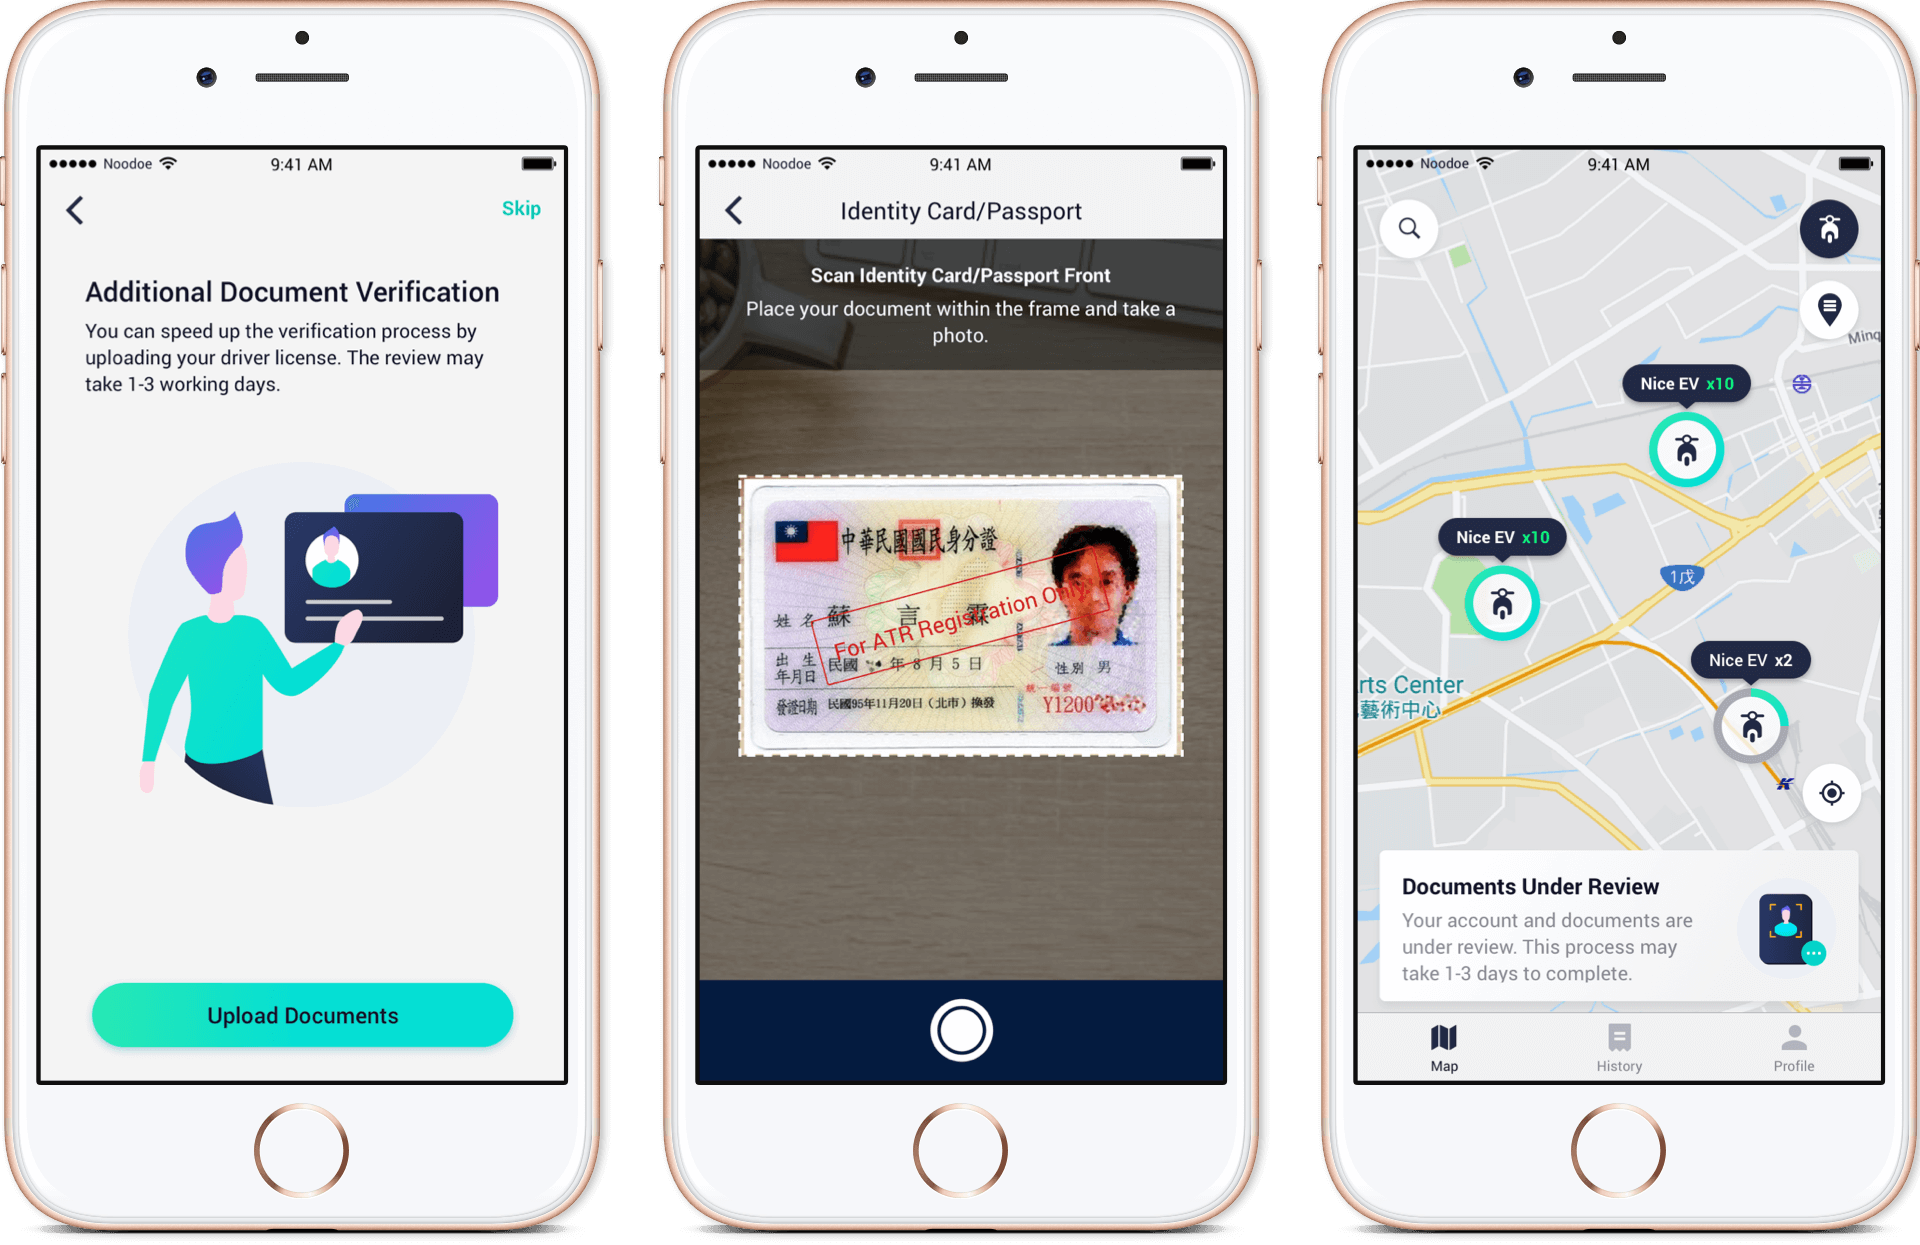 Noodoe
9:41 AM
Skip
Additional Document Verification
You can speed up the verification process by
uploading your driver license. The review may
take 1-3 working days.
Upload Documents
Noodoe
9:41 AM
Identity Card/Passport
Scan Identity Card/Passport Front
Place your document within the frame and take a
photo.
中華民國國民身分證
姓名 蘇 言 霖
For ATR Registration Only
出生
年月日
民國 年 8 月 5 日
性別 男
統一編號
發證日期 民國95年11月20日（北市）換發
Y1200
Noodoe
9:41 AM
Ming
Nice EV x10
Nice EV x10
1戊
Nice EV x2
rts Center
藝術中心
Documents Under Review
Your account and documents are
under review. This process may
take 1-3 days to complete.
Map
History
Profile